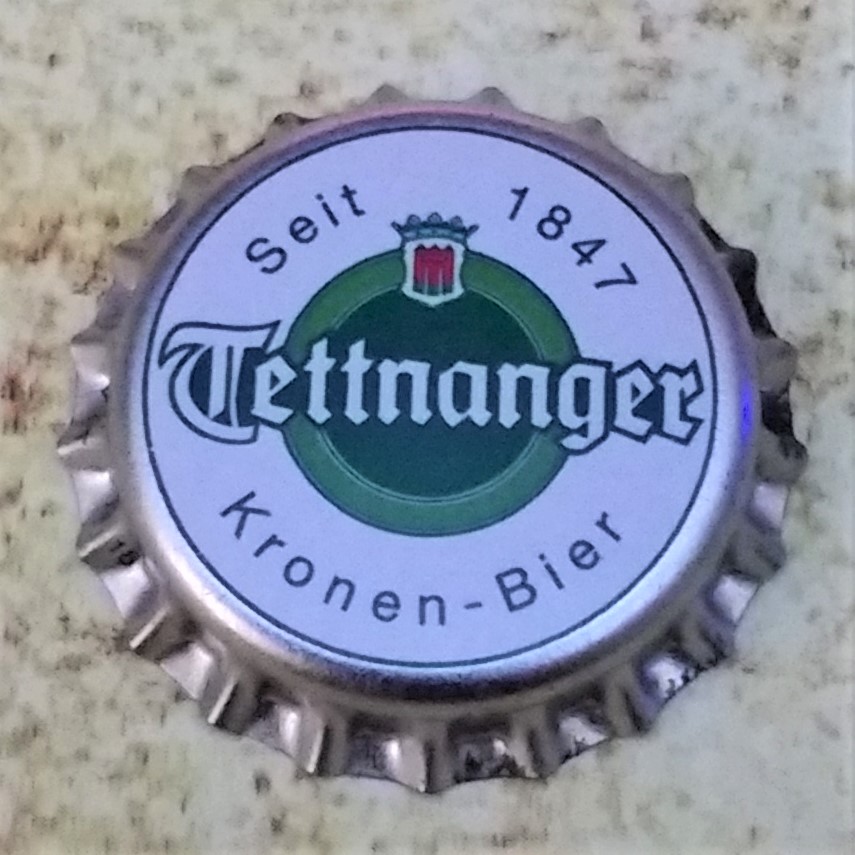 Seit 1847
Tettnanger
Kronen-Bier